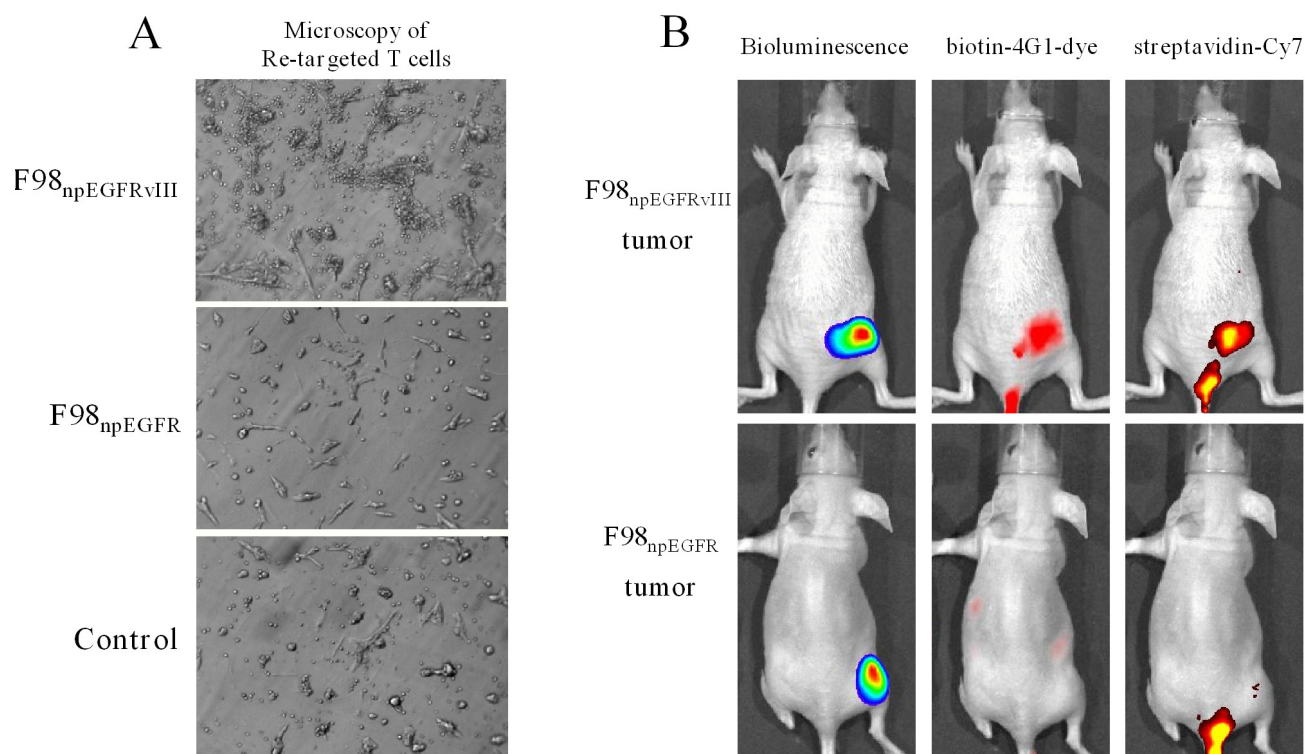 A
Microscopy of
Re-targeted T cells
F98npEGFRvIII
F98npEGFR
Control
B
Bioluminescence
biotin-4G1-dye
streptavidin-Cy7
F98npEGFRvIII
tumor
F98npEGFR
tumor